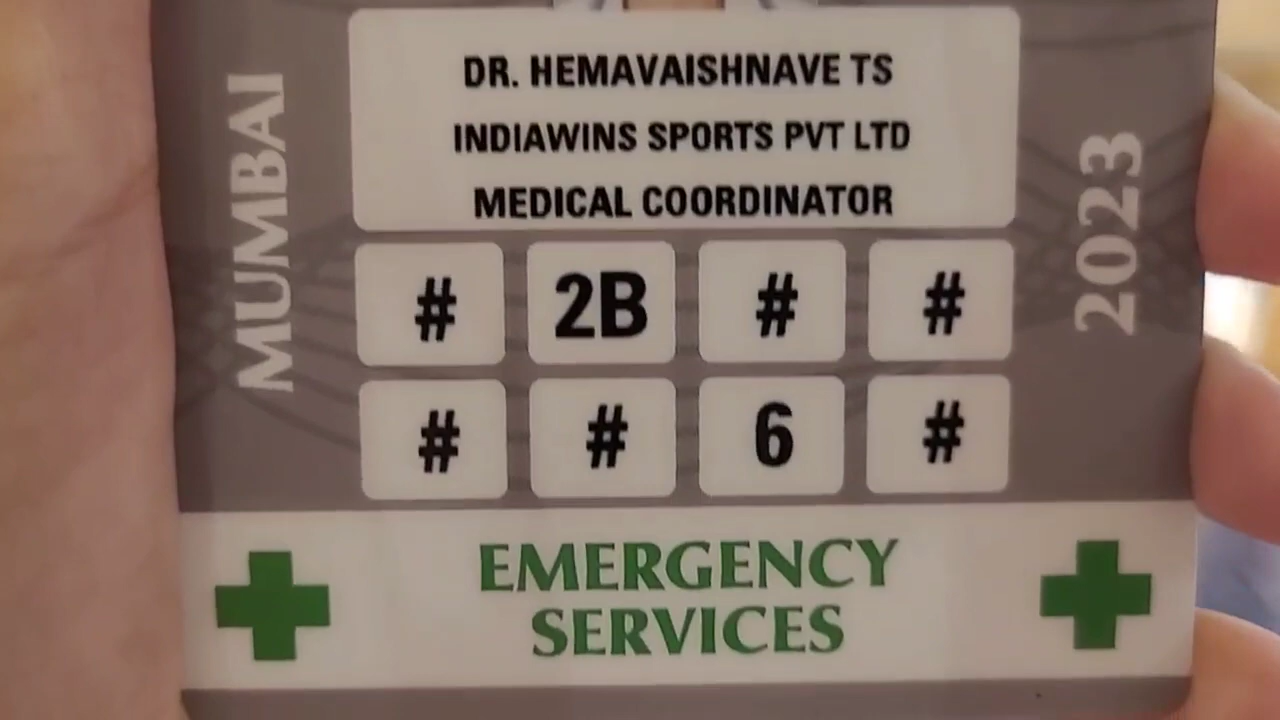 DR. HEMAVAISHNAVE TS
INDIAWINS SPORTS PVT LTD
MEDICAL COORDINATOR
MUMBAI
2023
# 2B # #
# # 6 #
EMERGENCY
SERVICES